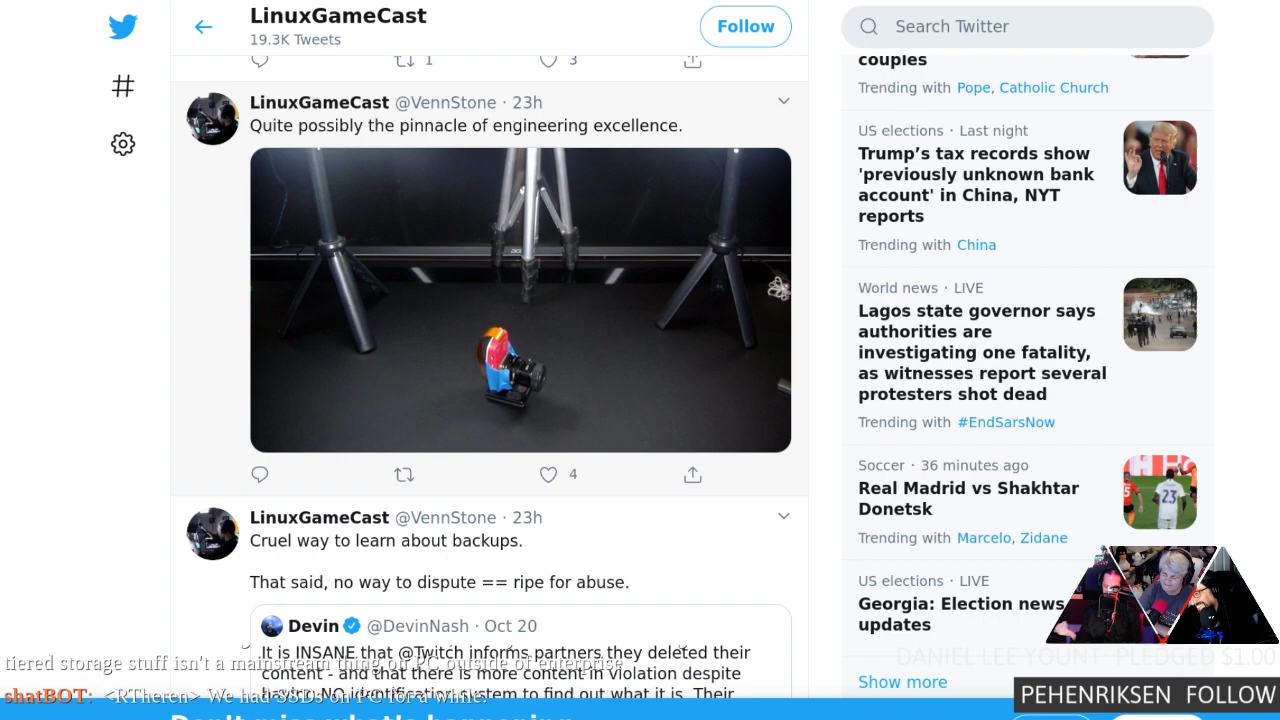 LinuxGameCast
19.3K Tweets
Follow
Search Twitter
1
3
LinuxGameCast @VennStone · 23h
Quite possibly the pinnacle of engineering excellence.
acer
4
LinuxGameCast @VennStone · 23h
Cruel way to learn about backups.
That said, no way to dispute == ripe for abuse.
Devin @DevinNash · Oct 20
It is INSANE that @Twitch informs partners they deleted their
content - and that there is more content in violation despite
having NO identification system to find out what it is. Their
couples
Trending with Pope, Catholic Church
US elections · Last night
Trump’s tax records show
'previously unknown bank
account' in China, NYT
reports
Trending with China
World news · LIVE
Lagos state governor says
authorities are
investigating one fatality,
as witnesses report several
protesters shot dead
Trending with #EndSarsNow
Soccer · 36 minutes ago
Real Madrid vs Shakhtar
Donetsk
Trending with Marcelo, Zidane
23
US elections · LIVE
Georgia: Election news
updates
Show more
tiered storage stuff isn't a mainstream thing on PC outside of enterprise
shatBOT: <RTheren> We had SSDs on PC for a while.
DANIEL LEE YOUNT PLEDGED $1.00
PEHENRIKSEN FOLLOW
Don't miss what's happening